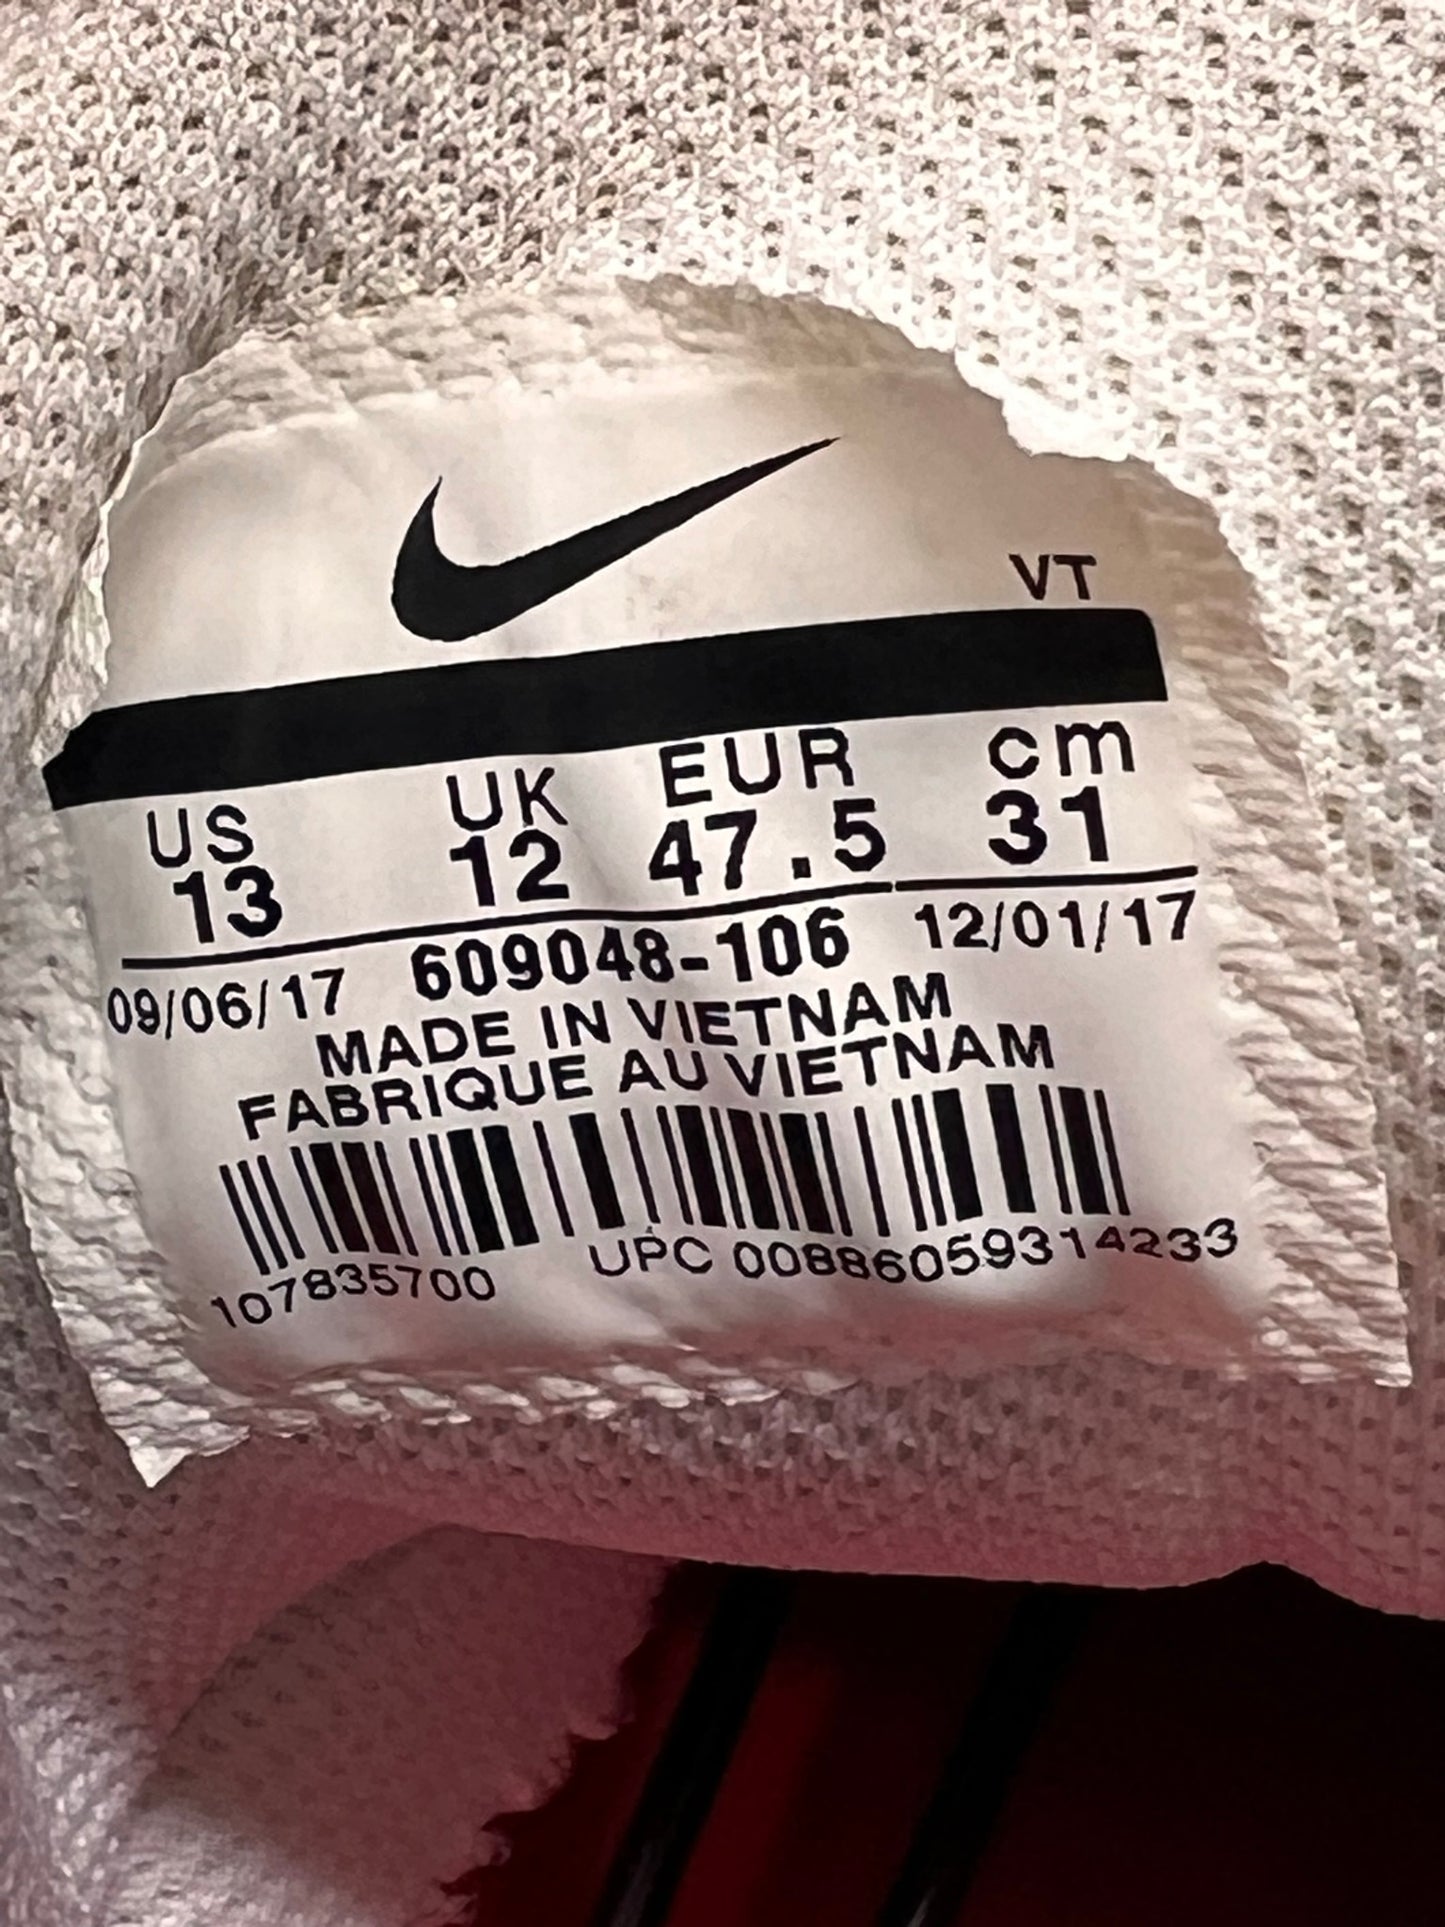 VT
US UK EUR cm
13 12 47.5 31
09/06/17 609048-106 12/01/17
MADE IN VIETNAM
FABRIQUE AU VIETNAM
107835700 UPC 00886059314233